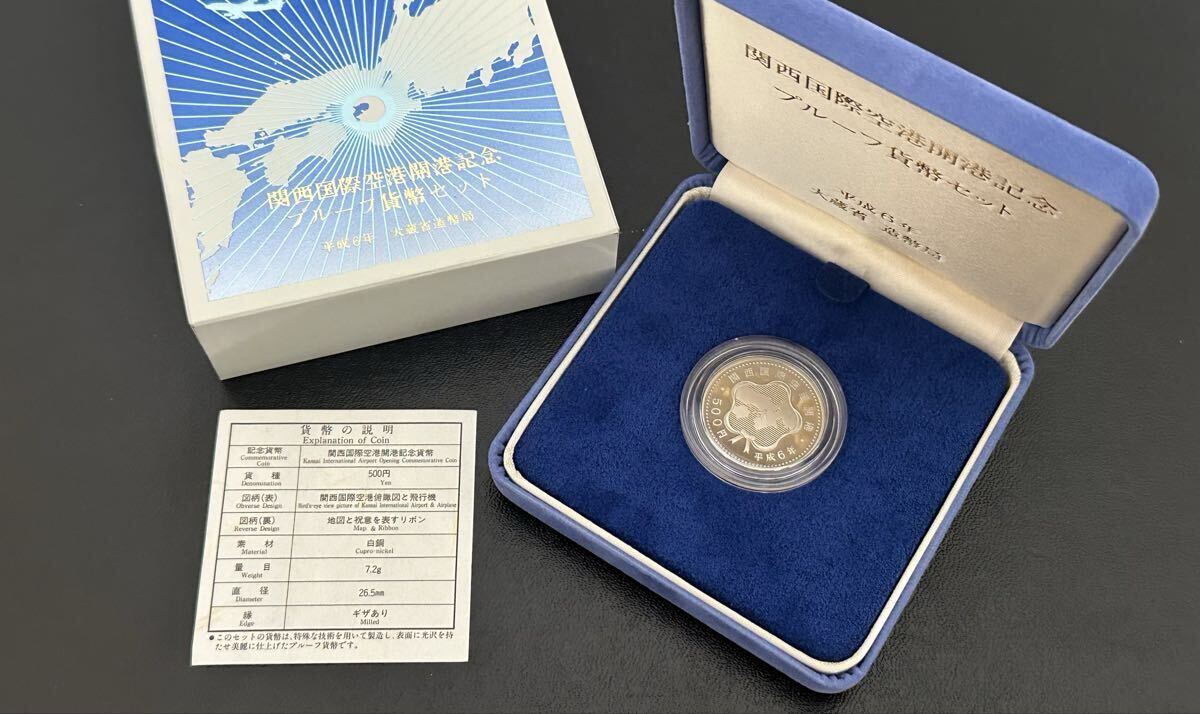 関西国際空港開港記念
プルーフ貨幣セット
平成6年 大蔵省造幣局
関西国際空港開港記念
プルーフ貨幣セット
平成6年
大蔵省 造幣局
関西国際空港開港
500円
平成6年
貨幣の説明
Explanation of Coin
記念貨幣
Commemorative
Coin
関西国際空港開港記念貨幣
Kansai International Airport Opening Commemorative Coin
貨種
Denomination
500円
Yen
図柄(表)
Obverse Design
関西国際空港俯瞰図と飛行機
Bird's-eye view picture of Kansai International Airport & Airplane
図柄(裏)
Reverse Design
地図と祝意を表すリボン
Map & Ribbon
素材
Material
白銅
Cupro-nickel
量目
Weight
7.2g
直径
Diameter
26.5mm
縁
Edge
ギザあり
Milled
●このセットの貨幣は、特殊な技術を用いて製造し、表面に光沢を持
たせ美麗に仕上げたプルーフ貨幣です。